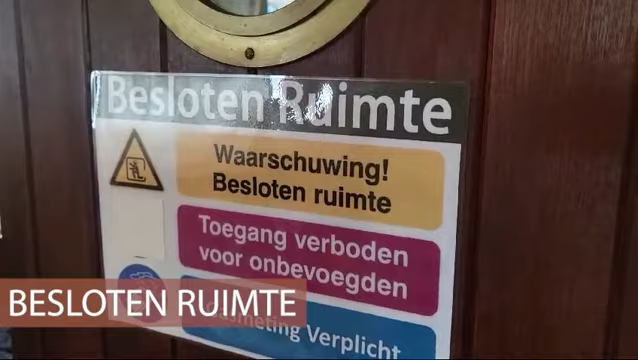 Besloten Ruimte
Waarschuwing!
Besloten ruimte
Toegang verboden
voor onbevoegden
Verplicht
BESLOTEN RUIMTE